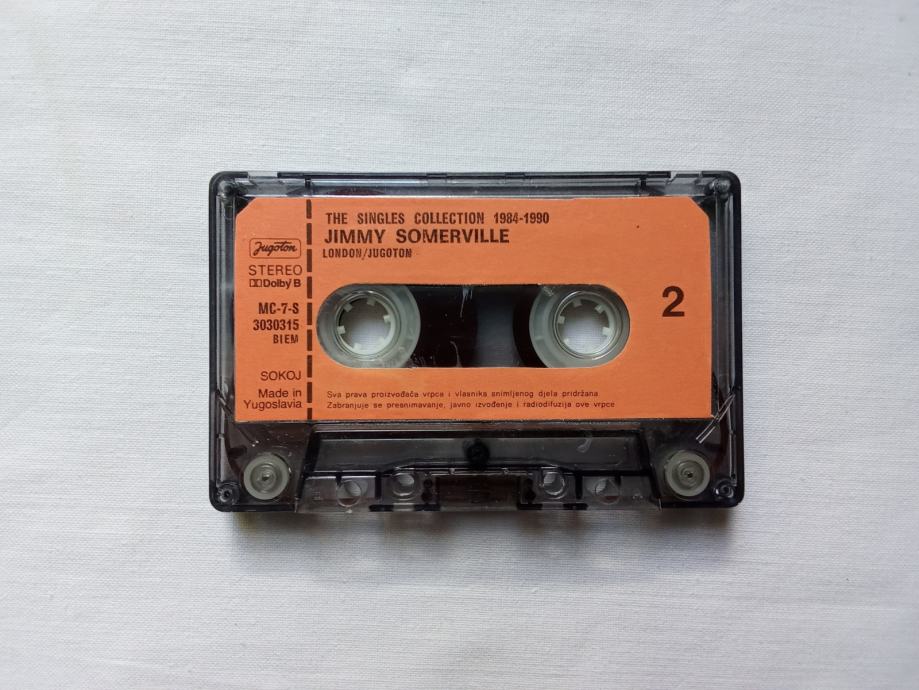 THE SINGLES COLLECTION 1984-1990
JIMMY SOMERVILLE
LONDON/JUGOTON
Jugoton
STEREO
Dolby B
MC-7-S
3030315
BIEM
SOKOJ
Made in
Yugoslavia
2
Sva prava proizvođača vrpce i vlasnika snimljenog djela pridržana
Zabranjuje se presnimavanje, javno izvođenje i radiodifuzija ove vrpce